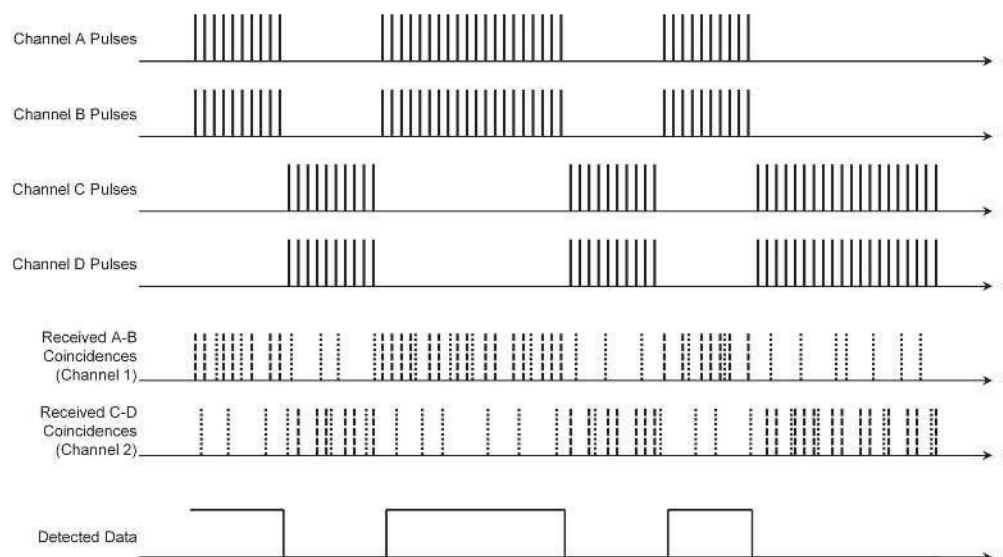 Channel A Pulses
Channel B Pulses
Channel C Pulses
Channel D Pulses
Received A-B
Coincidences
(Channel 1)
Received C-D
Coincidences
(Channel 2)
Detected Data